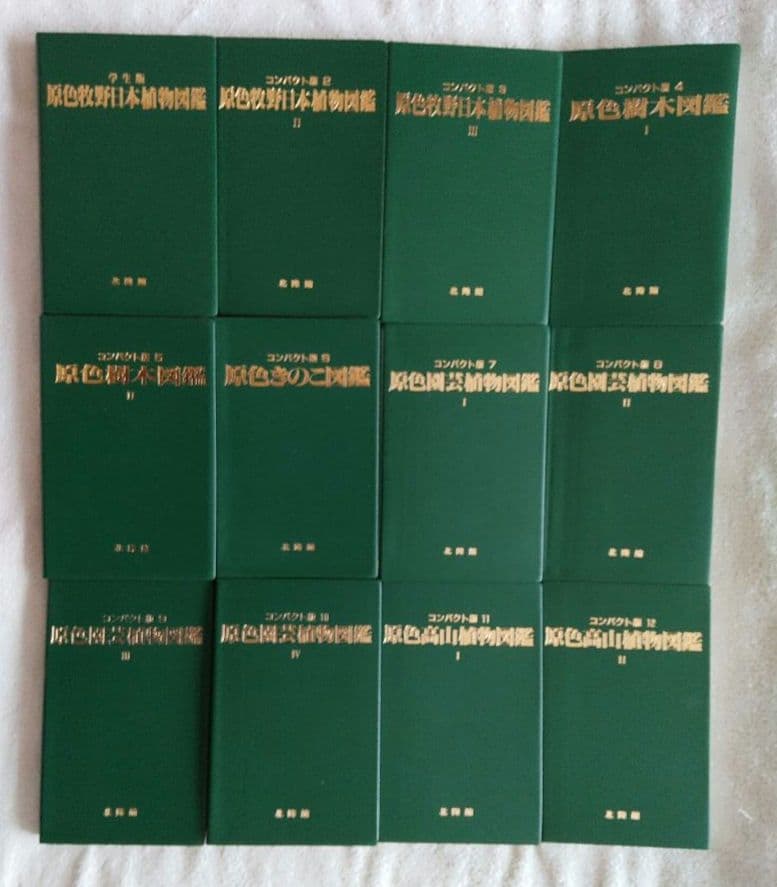 学生版
原色牧野日本植物図鑑
北隆館
コンパクト版 2
原色牧野日本植物図鑑
II
北隆館
コンパクト版 3
原色牧野日本植物図鑑
III
北隆館
コンパクト版 4
原色樹木図鑑
I
北隆館
コンパクト版 5
原色樹木図鑑
II
北隆館
コンパクト版 6
原色きのこ図鑑
北隆館
コンパクト版 7
原色園芸植物図鑑
I
北隆館
コンパクト版 8
原色園芸植物図鑑
II
北隆館
コンパクト版 9
原色園芸植物図鑑
III
北隆館
コンパクト版 10
原色園芸植物図鑑
IV
北隆館
コンパクト版 11
原色高山植物図鑑
I
北隆館
コンパクト版 12
原色高山植物図鑑
II
北隆館